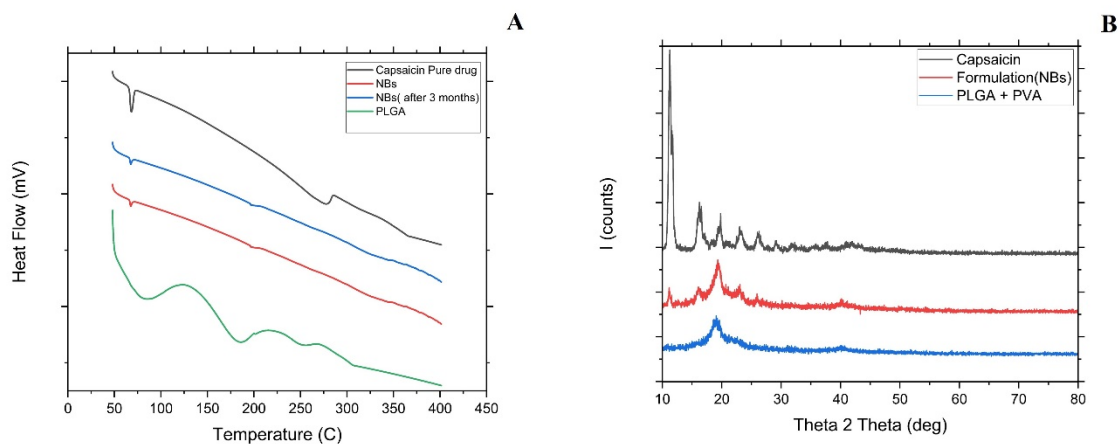 A
Capsaicin Pure drug
NBs
NBs( after 3 months)
PLGA
Heat Flow (mV)
0 50 100 150 200 250 300 350 400 450
Temperature (C)
B
Capsaicin
Formulation(NBs)
PLGA + PVA
I (counts)
10 20 30 40 50 60 70 80
Theta 2 Theta (deg)